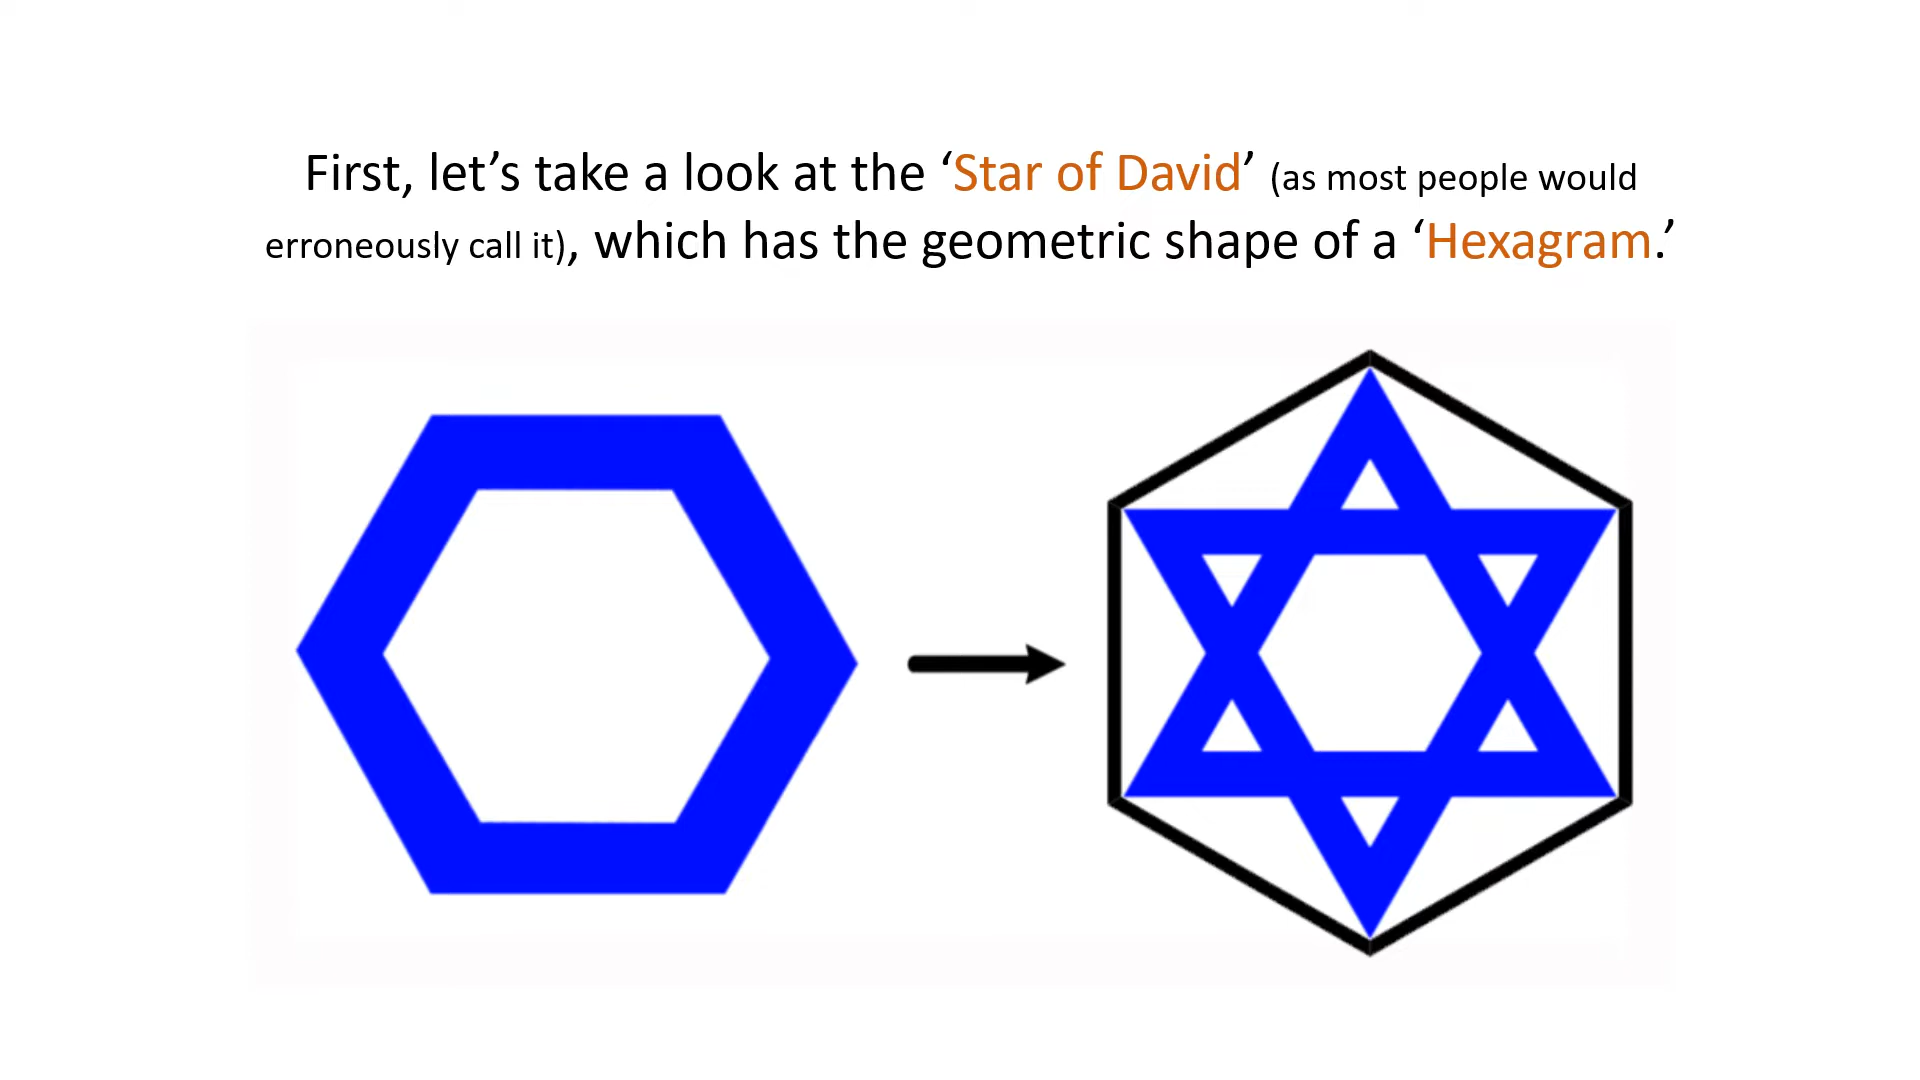 First, let’s take a look at the ‘Star of David’ (as most people would
erroneously call it), which has the geometric shape of a ‘Hexagram.’